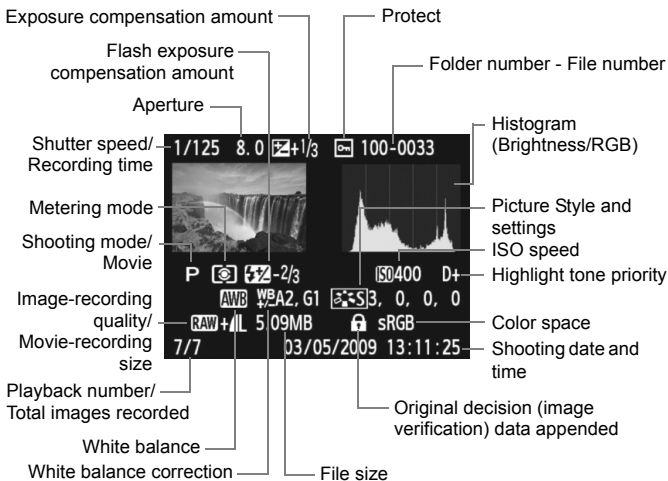 Exposure compensation amount
Protect
Flash exposure
compensation amount
Folder number - File number
Aperture
Histogram
(Brightness/RGB)
Shutter speed/
Recording time
1/125 8.0 +1/3 100-0033
Metering mode
Picture Style and
settings
Shooting mode/
Movie
ISO speed
P -2/3 ISO400 D+
Highlight tone priority
AWB WB+/-A2, G1 S3, 0, 0, 0
Image-recording
quality/
Movie-recording
size
RAW+L 5.09MB sRGB
Color space
7/7 03/05/2009 13:11:25
Shooting date and
time
Playback number/
Total images recorded
Original decision (image
verification) data appended
White balance
White balance correction
File size